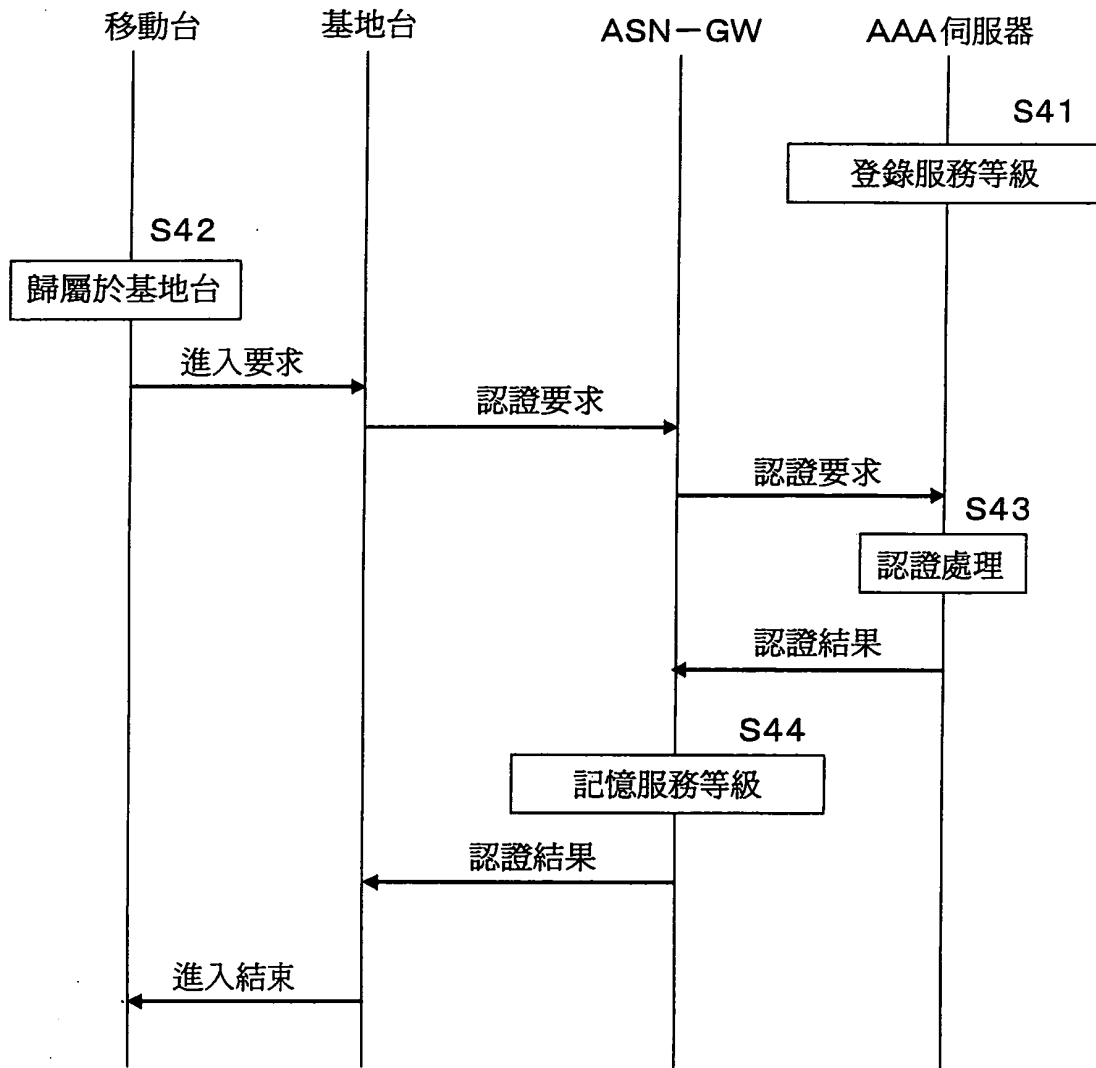 移動台
基地台
ASN－GW
AAA伺服器
S41
登錄服務等級
S42
歸屬於基地台
進入要求
認證要求
認證要求
S43
認證處理
認證結果
S44
記憶服務等級
認證結果
進入結束